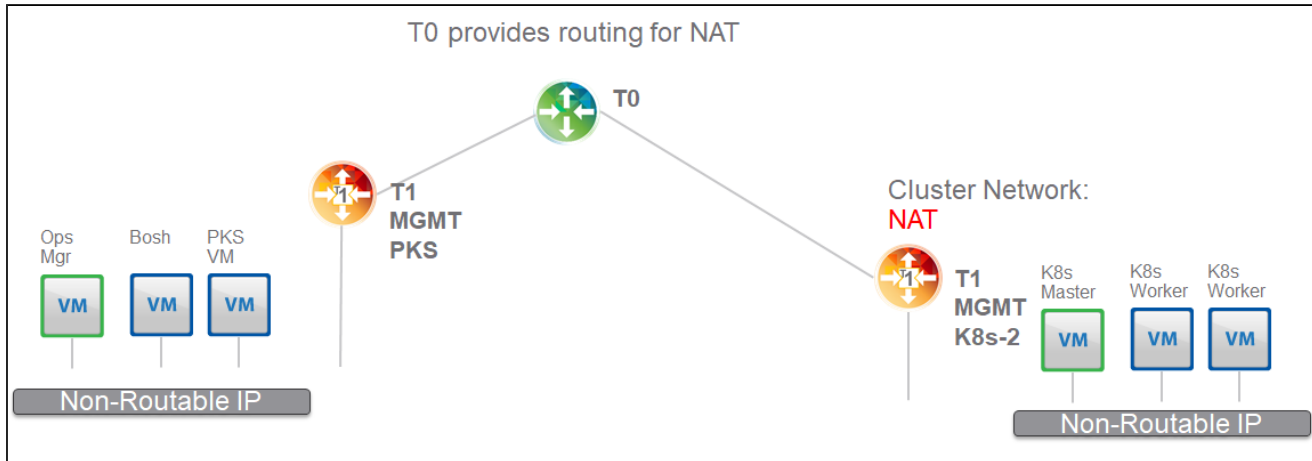 T0 provides routing for NAT
T0
T1
T1
MGMT
PKS
Cluster Network:
NAT
Ops
Mgr
Bosh
PKS
VM
VM
VM
VM
Non-Routable IP
T1
T1
MGMT
K8s-2
K8s
Master
K8s
Worker
K8s
Worker
VM
VM
VM
Non-Routable IP